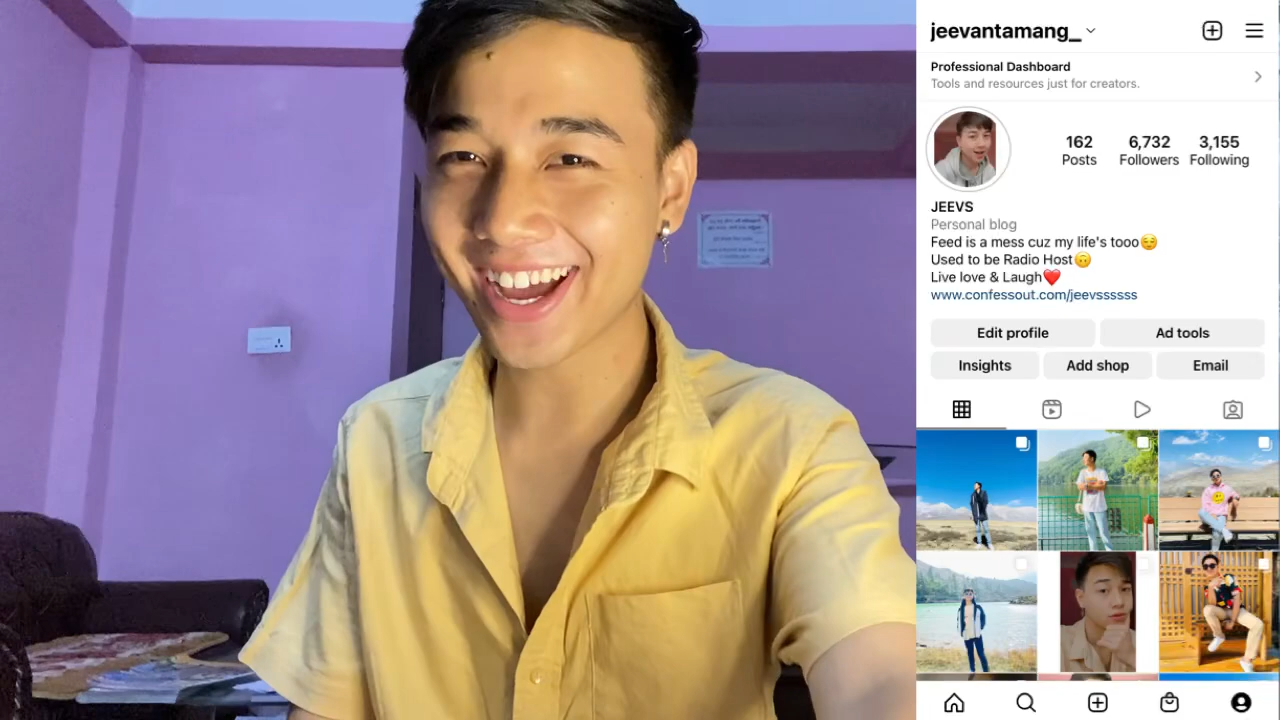 jeevantamang_
Professional Dashboard
Tools and resources just for creators.
162
Posts
6,732
Followers
3,155
Following
JEEVS
Personal blog
Feed is a mess cuz my life's tooo😌
Used to be Radio Host🙃
Live love & Laugh❤️
www.confessout.com/jeevssssss
Edit profile
Ad tools
Insights
Add shop
Email